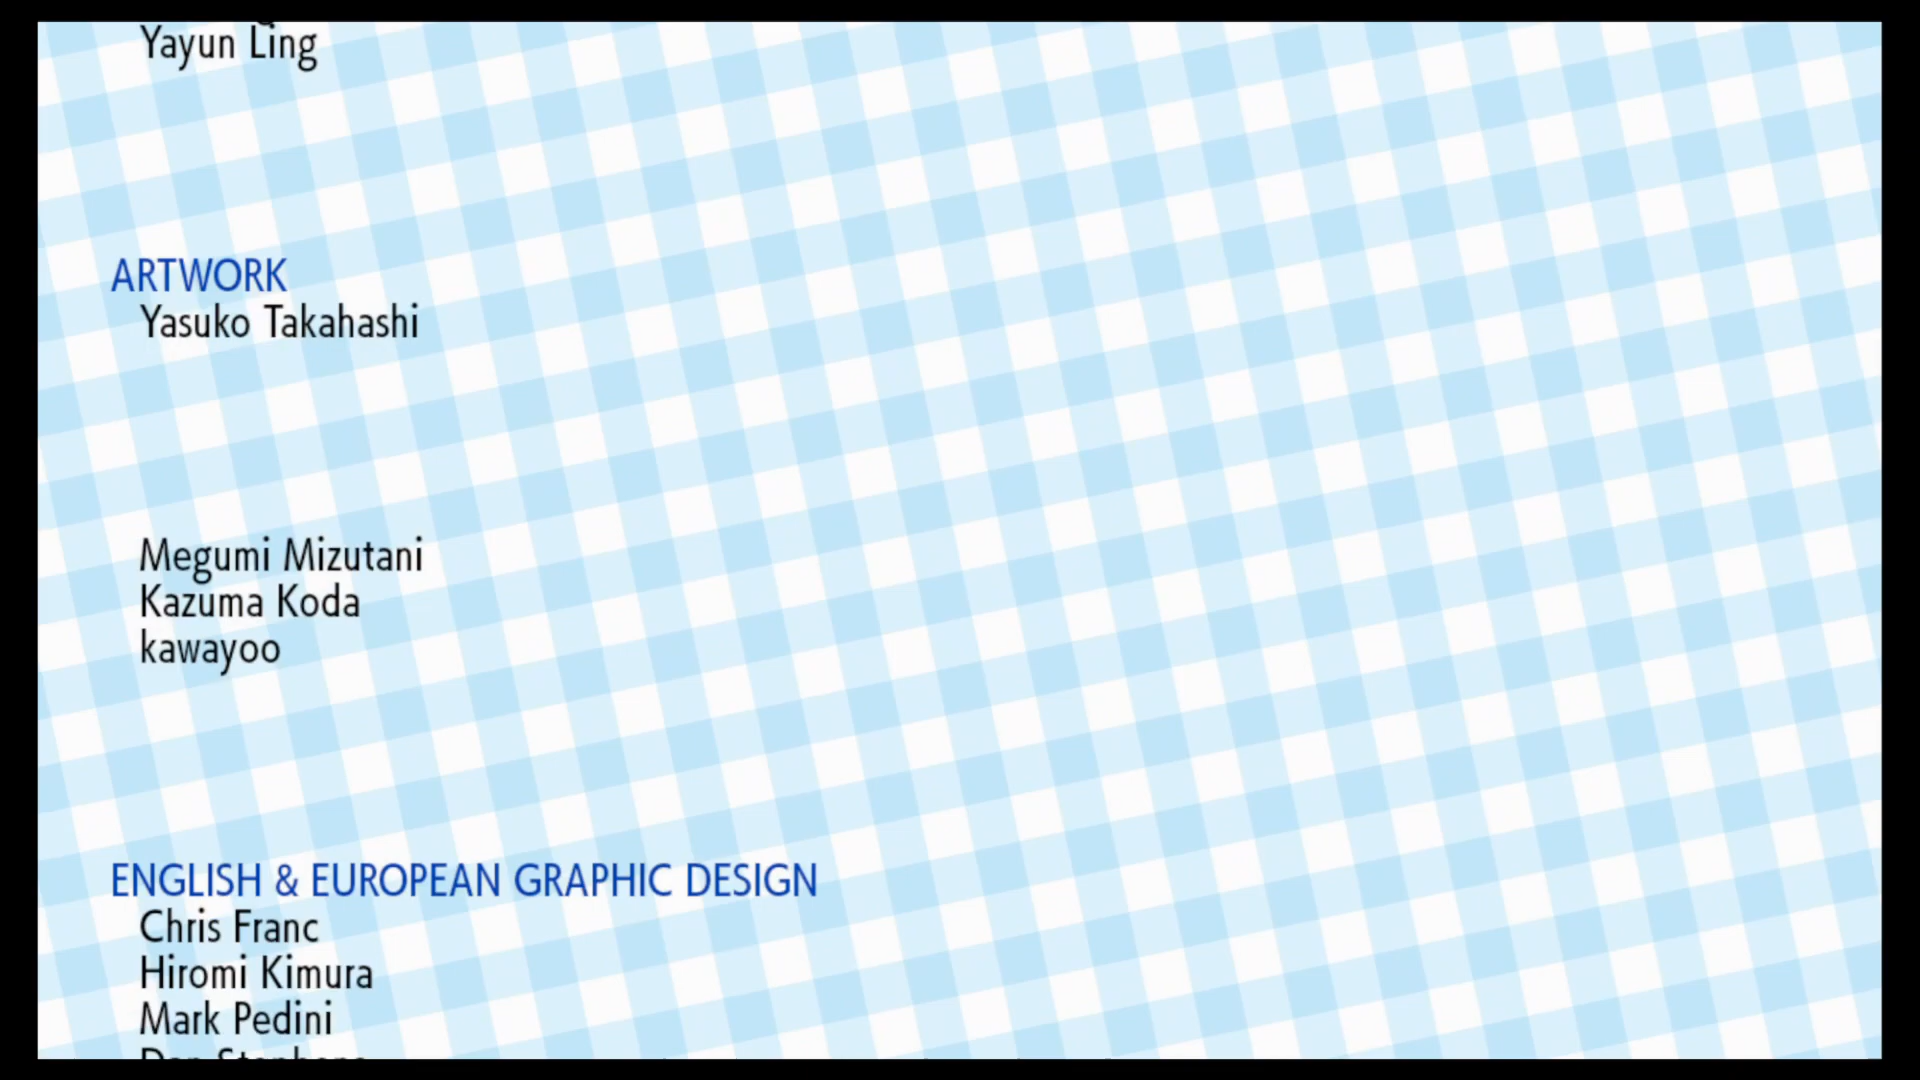 Yayun Ling
ARTWORK
Yasuko Takahashi
Megumi Mizutani
Kazuma Koda
kawayoo
ENGLISH & EUROPEAN GRAPHIC DESIGN
Chris Franc
Hiromi Kimura
Mark Pedini